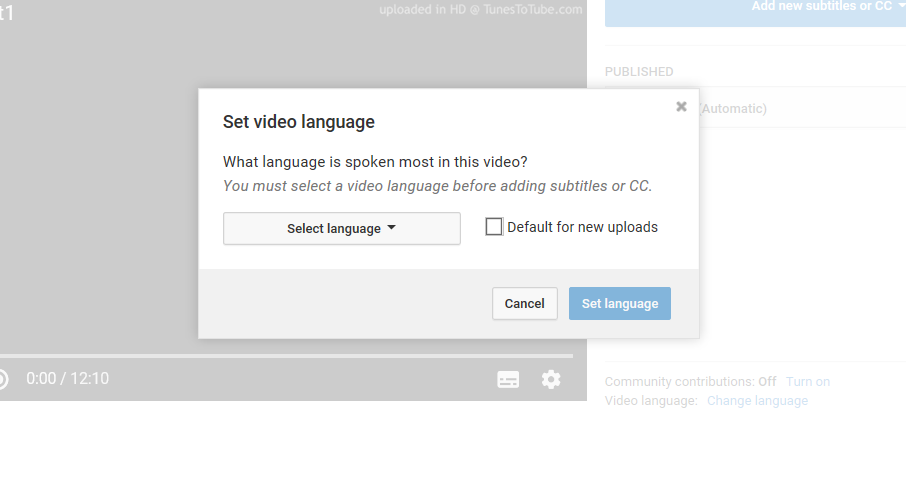 t1
uploaded in HD @ TunesToTube.com
Add new subtitles or CC
PUBLISHED
(Automatic)
Set video language
What language is spoken most in this video?
You must select a video language before adding subtitles or CC.
Select language
Default for new uploads
Cancel
Set language
0:00 / 12:10
Community contributions: Off Turn on
Video language: Change language